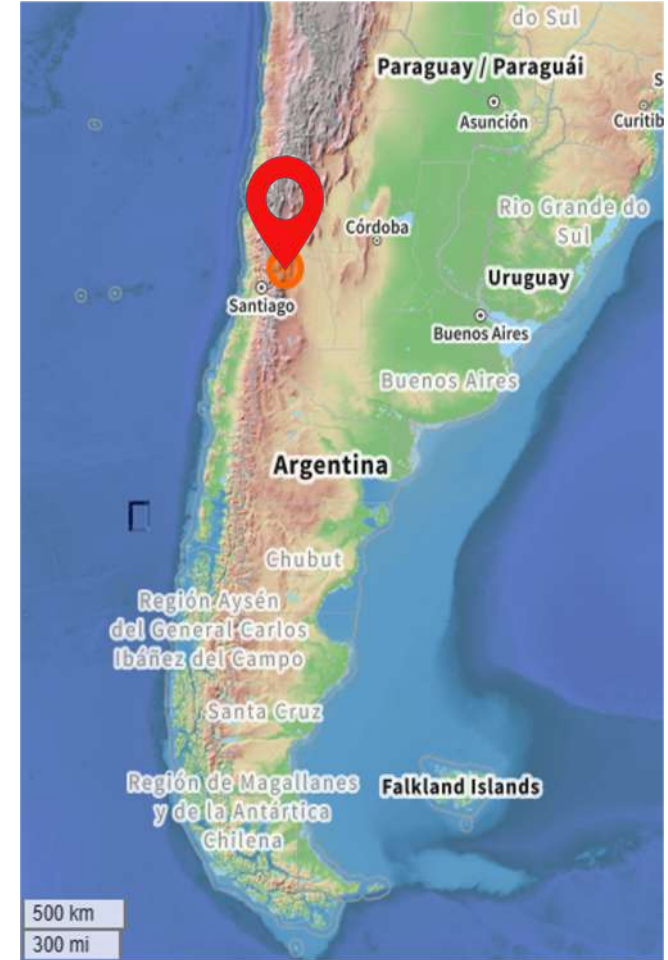 do Sul
Paraguay / Paraguái
S
Asunción
Curitib
Córdoba
Rio Grande do
Sul
Uruguay
Santiago
Buenos Aires
Buenos Aires
Argentina
Chubut
Región Aysén
del General Carlos
Ibáñez del Campo
Santa Cruz
Región de Magallanes
y de la Antártica
Chilena
Falkland Islands
500 km
300 mi